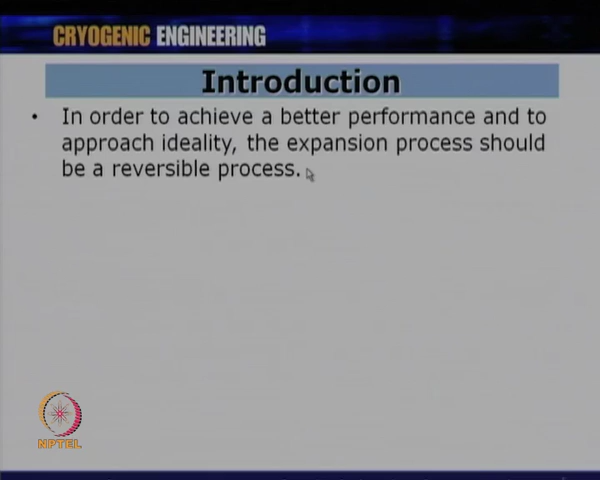 CRYOGENIC ENGINEERING
Introduction
• In order to achieve a better performance and to
approach ideality, the expansion process should
be a reversible process.
NPTEL